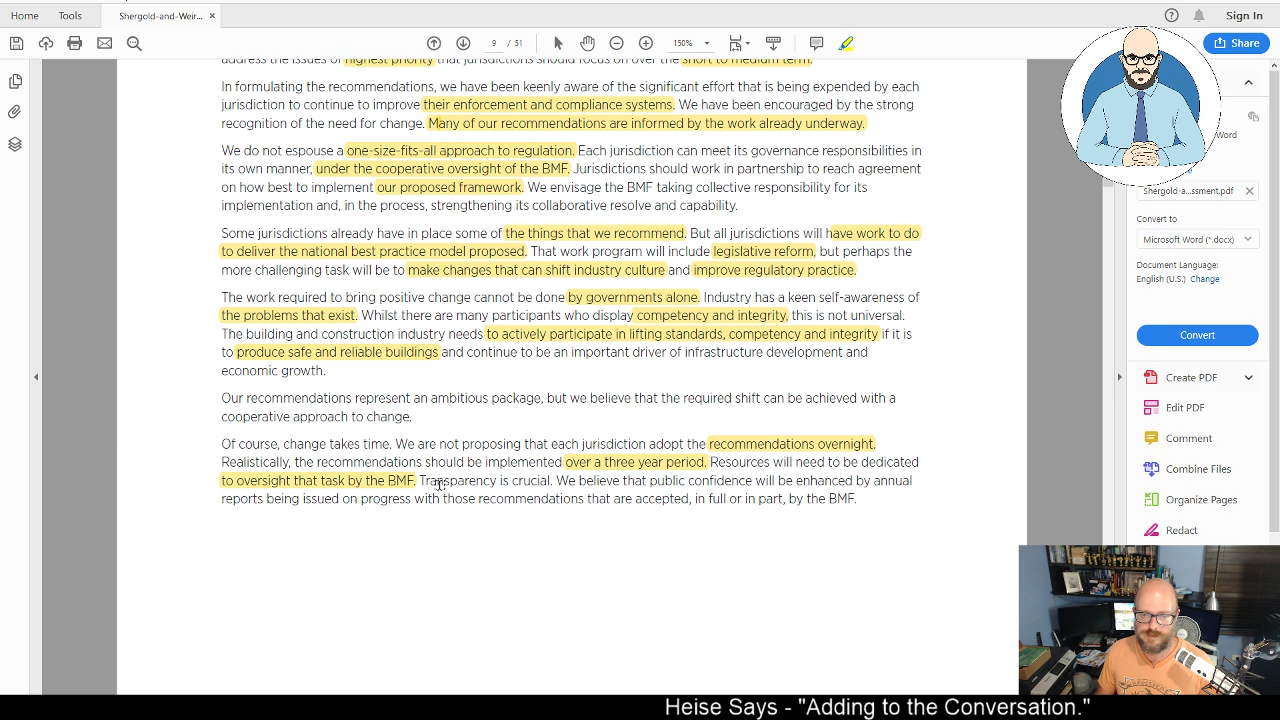 Home Tools Shergold-and-Weir... × Sign In
9 / 51 150% Share
address the issues of highest priority that jurisdictions should focus on over the short to medium term.
In formulating the recommendations, we have been keenly aware of the significant effort that is being expended by each
jurisdiction to continue to improve their enforcement and compliance systems. We have been encouraged by the strong
recognition of the need for change. Many of our recommendations are informed by the work already underway.
We do not espouse a one-size-fits-all approach to regulation. Each jurisdiction can meet its governance responsibilities in
its own manner, under the cooperative oversight of the BMF. Jurisdictions should work in partnership to reach agreement
on how best to implement our proposed framework. We envisage the BMF taking collective responsibility for its
implementation and, in the process, strengthening its collaborative resolve and capability.
Some jurisdictions already have in place some of the things that we recommend. But all jurisdictions will have work to do
to deliver the national best practice model proposed. That work program will include legislative reform, but perhaps the
more challenging task will be to make changes that can shift industry culture and improve regulatory practice.
The work required to bring positive change cannot be done by governments alone. Industry has a keen self-awareness of
the problems that exist. Whilst there are many participants who display competency and integrity, this is not universal.
The building and construction industry needs to actively participate in lifting standards, competency and integrity if it is
to produce safe and reliable buildings and continue to be an important driver of infrastructure development and
economic growth.
Our recommendations represent an ambitious package, but we believe that the required shift can be achieved with a
cooperative approach to change.
Of course, change takes time. We are not proposing that each jurisdiction adopt the recommendations overnight.
Realistically, the recommendations should be implemented over a three year period. Resources will need to be dedicated
to oversight that task by the BMF. Transparency is crucial. We believe that public confidence will be enhanced by annual
reports being issued on progress with those recommendations that are accepted, in full or in part, by the BMF.
Word
Shergold-a...ssment.pdf
Convert to
Microsoft Word (*.docx)
Document Language:
English (U.S.) Change
Convert
Create PDF
Edit PDF
Comment
Combine Files
Organize Pages
Redact
Heise Says - "Adding to the Conversation."